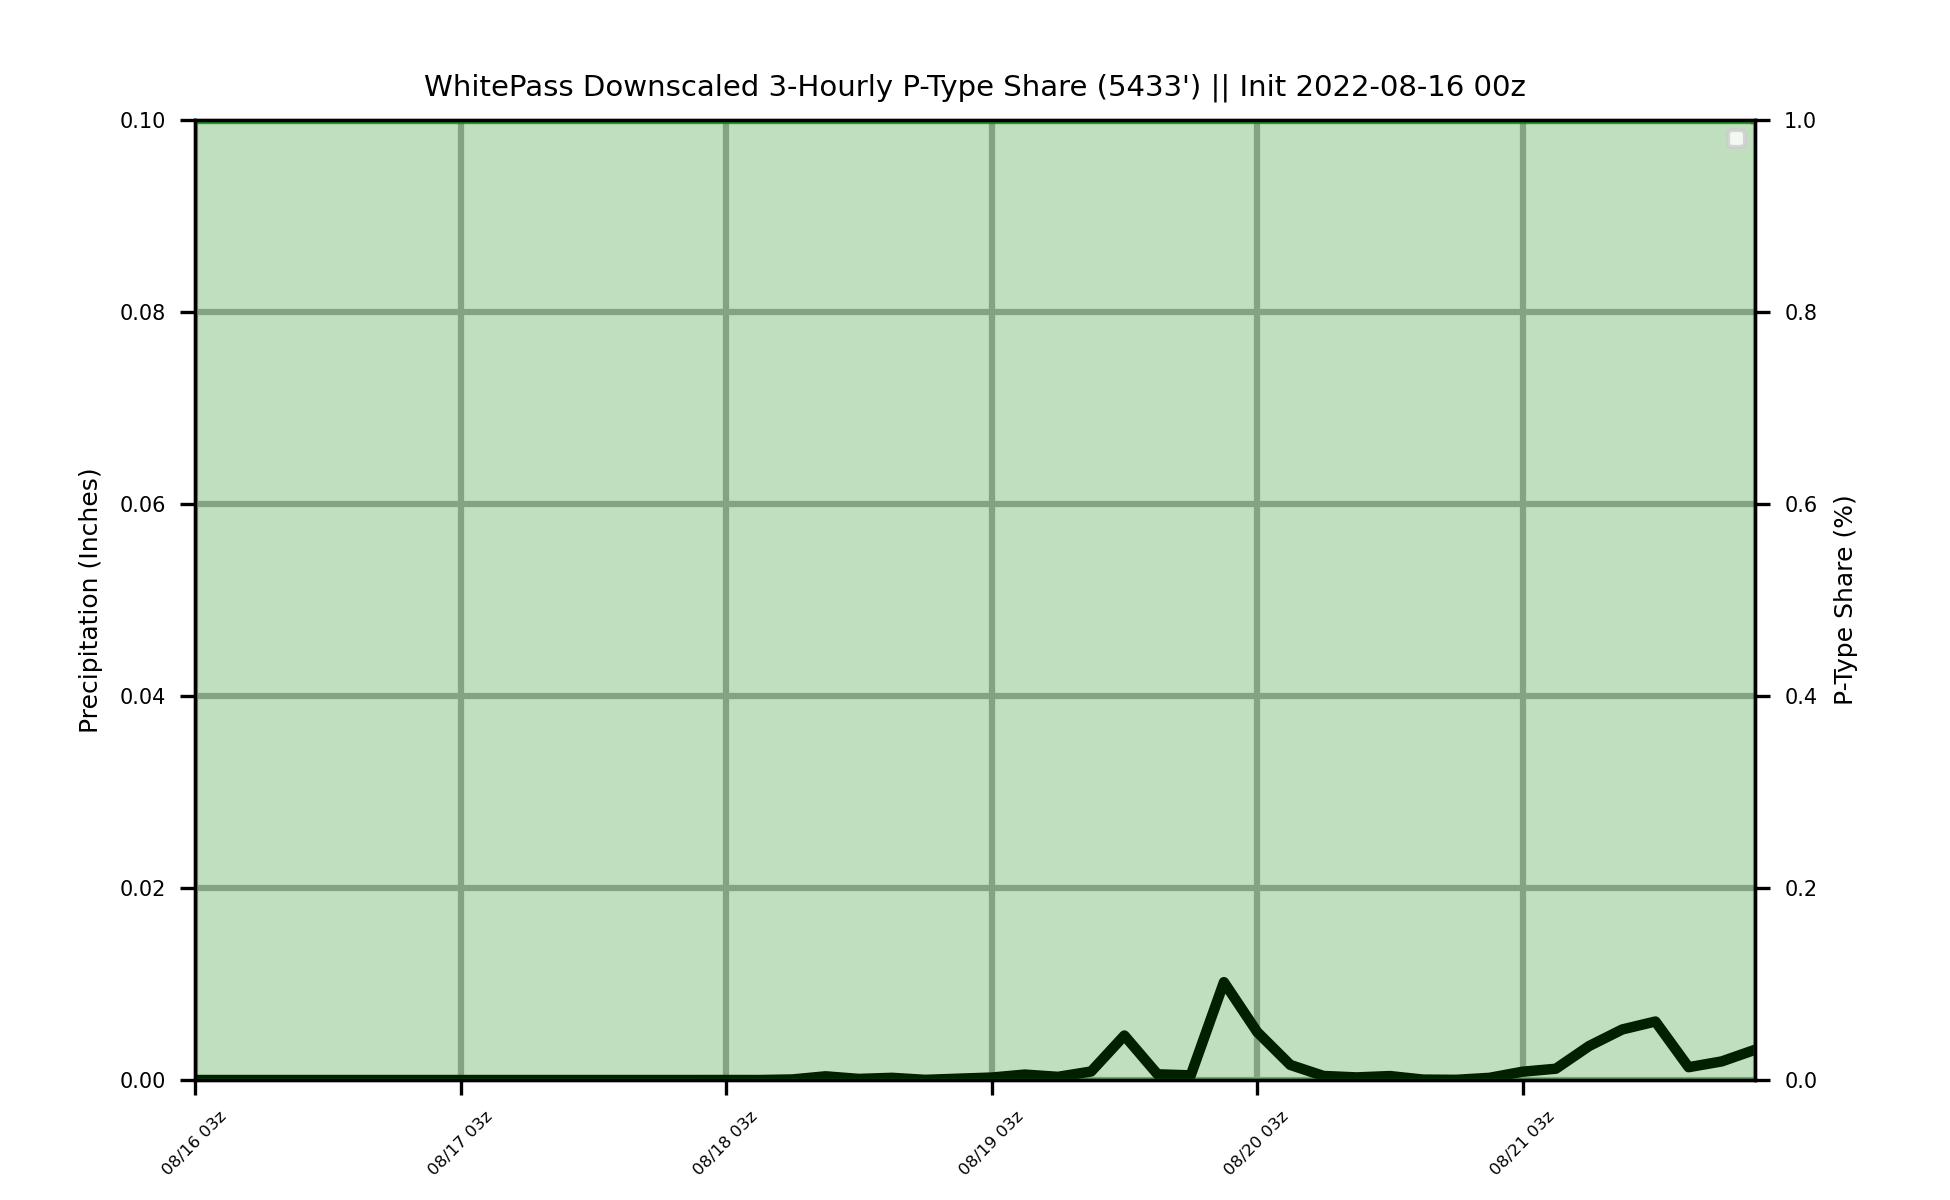 WhitePass Downscaled 3-Hourly P-Type Share (5433') || Init 2022-08-16 00z
Precipitation (Inches)
0.10
0.08
0.06
0.04
0.02
0.00
1.0
0.8
0.6
0.4
0.2
0.0
P-Type Share (%)
08/16 03z
08/17 03z
08/18 03z
08/19 03z
08/20 03z
08/21 03z